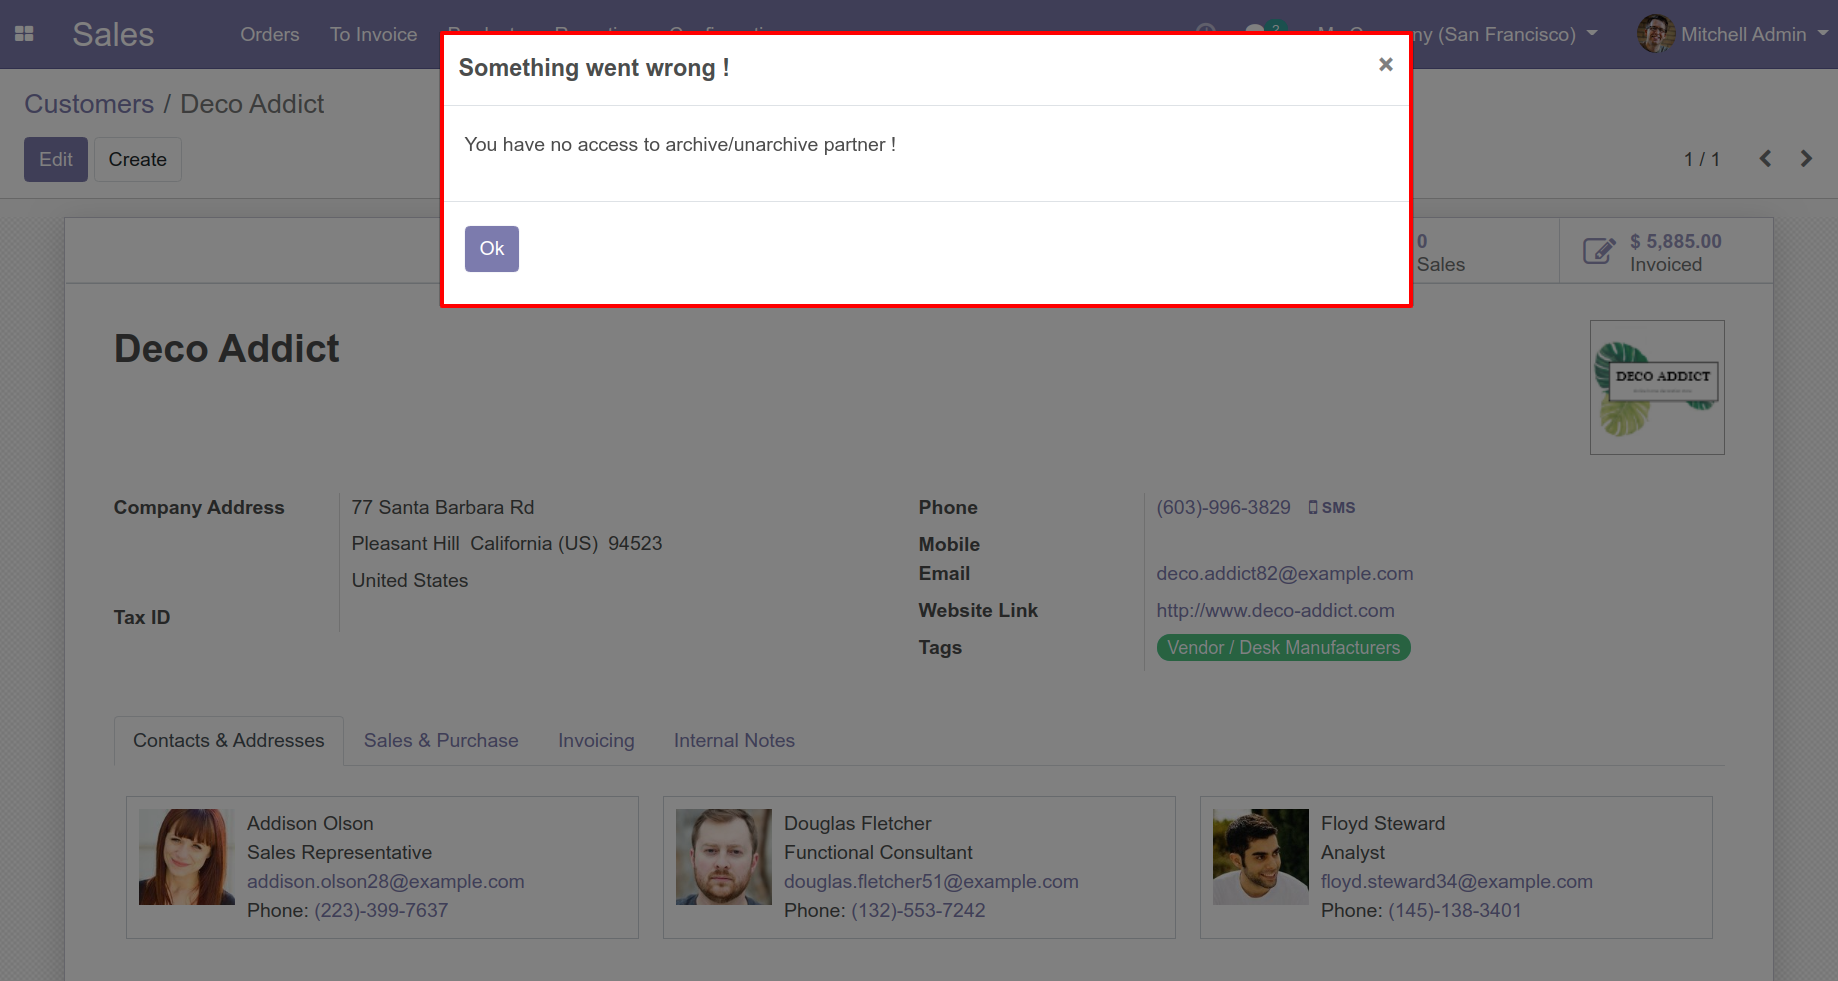 Sales
Orders
To Invoice
ny (San Francisco)
Mitchell Admin
Something went wrong !
×
You have no access to archive/unarchive partner !
Ok
Customers / Deco Addict
Edit
Create
1 / 1
0
Sales
$ 5,885.00
Invoiced
Deco Addict
DECO ADDICT
Company Address
77 Santa Barbara Rd
Pleasant Hill California (US) 94523
United States
Tax ID
Phone
(603)-996-3829 SMS
Mobile
Email
deco.addict82@example.com
Website Link
http://www.deco-addict.com
Tags
Vendor / Desk Manufacturers
Contacts & Addresses
Sales & Purchase
Invoicing
Internal Notes
Addison Olson
Sales Representative
addison.olson28@example.com
Phone: (223)-399-7637
Douglas Fletcher
Functional Consultant
douglas.fletcher51@example.com
Phone: (132)-553-7242
Floyd Steward
Analyst
floyd.steward34@example.com
Phone: (145)-138-3401